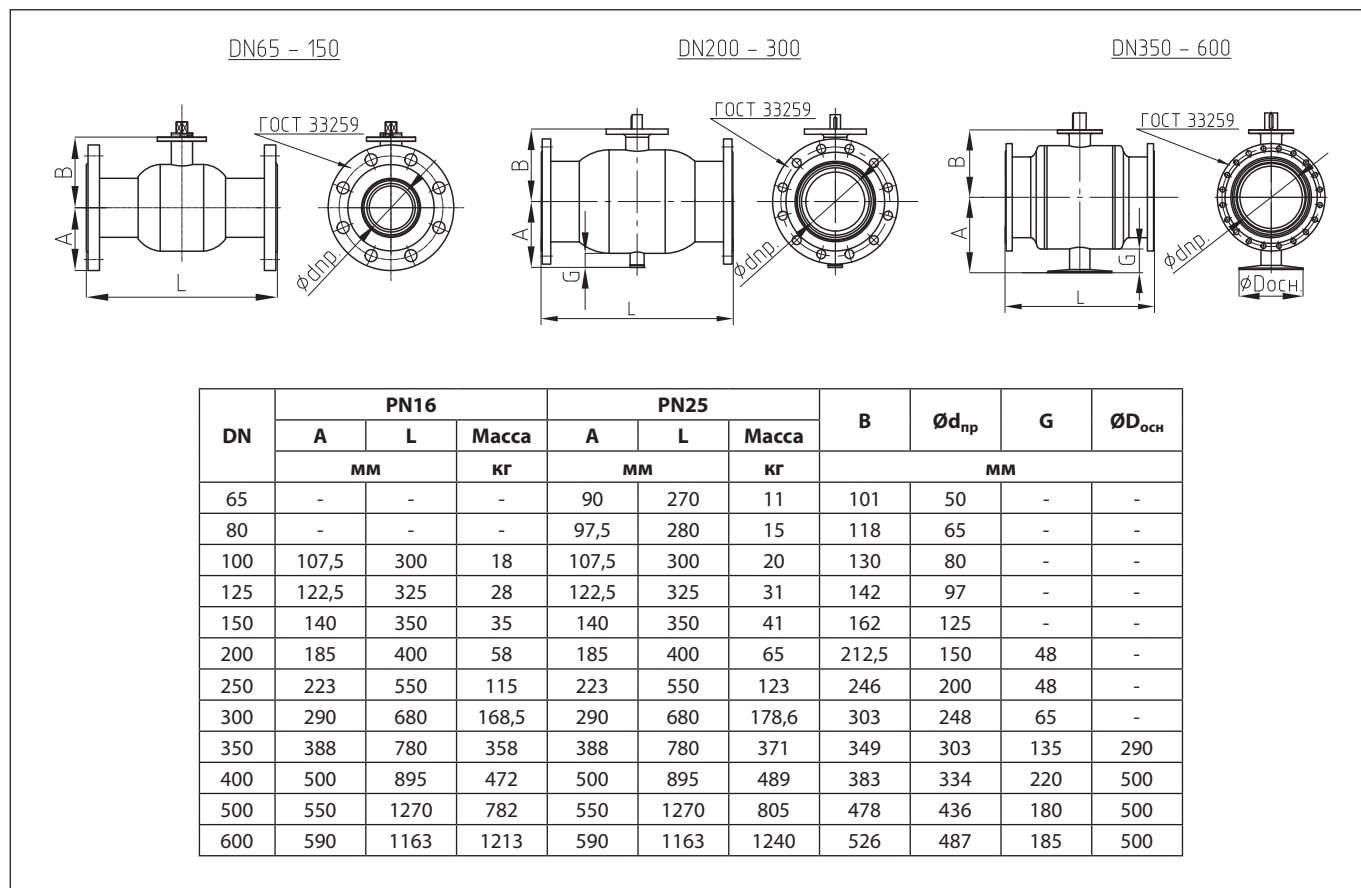 DN65 – 150
DN200 – 300
DN350 – 600
ГОСТ 33259
B
A
L
Ødпр.
ГОСТ 33259
B
A
G
L
Ødпр.
ГОСТ 33259
B
A
G
L
Ødпр.
ØDосн.
DN PN16 PN25 B Ødпр G ØDосн
A L Масса A L Масса
мм кг мм кг мм
65 - - - 90 270 11 101 50 - -
80 - - - 97,5 280 15 118 65 - -
100 107,5 300 18 107,5 300 20 130 80 - -
125 122,5 325 28 122,5 325 31 142 97 - -
150 140 350 35 140 350 41 162 125 - -
200 185 400 58 185 400 65 212,5 150 48 -
250 223 550 115 223 550 123 246 200 48 -
300 290 680 168,5 290 680 178,6 303 248 65 -
350 388 780 358 388 780 371 349 303 135 290
400 500 895 472 500 895 489 383 334 220 500
500 550 1270 782 550 1270 805 478 436 180 500
600 590 1163 1213 590 1163 1240 526 487 185 500